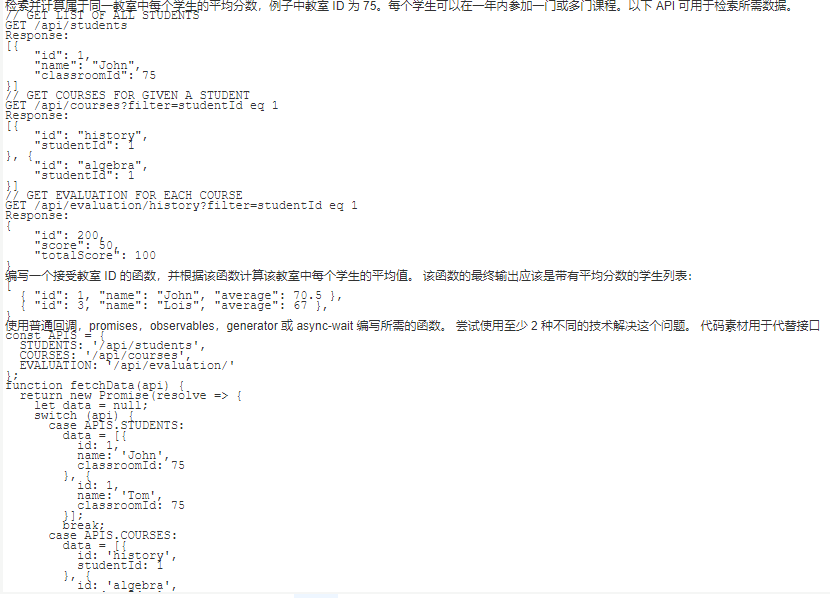 检索并计算属于同一教室中每个学生的平均分数，例子中教室 ID 为 75。每个学生可以在一年内参加一门或多门课程。以下 API 可用于检索所需数据。
// GET LIST OF ALL STUDENTS
GET /api/students
Response:
[{
    "id": 1,
    "name": "John",
    "classroomId": 75
}]
// GET COURSES FOR GIVEN A STUDENT
GET /api/courses?filter=studentId eq 1
Response:
[{
    "id": "history",
    "studentId": 1
}, {
    "id": "algebra",
    "studentId": 1
}]
// GET EVALUATION FOR EACH COURSE
GET /api/evaluation/history?filter=studentId eq 1
Response:
{
    "id": 200,
    "score": 50,
    "totalScore": 100
}
编写一个接受教室 ID 的函数，并根据该函数计算该教室中每个学生的平均值。 该函数的最终输出应该是带有平均分数的学生列表：
[
  { "id": 1, "name": "John", "average": 70.5 },
  { "id": 3, "name": "Lois", "average": 67 },
]
使用普通回调，promises，observables，generator 或 async-wait 编写所需的函数。 尝试使用至少 2 种不同的技术解决这个问题。 代码素材用于代替接口
const APIS = {
  STUDENTS: '/api/students',
  COURSES: '/api/courses',
  EVALUATION: '/api/evaluation/'
};
function fetchData(api) {
  return new Promise(resolve => {
    let data = null;
    switch (api) {
      case APIS.STUDENTS:
        data = [{
          id: 1,
          name: 'John',
          classroomId: 75
        }, {
          id: 1,
          name: 'Tom',
          classroomId: 75
        }];
        break;
      case APIS.COURSES:
        data = [{
          id: 'history',
          studentId: 1
        }, {
          id: 'algebra',